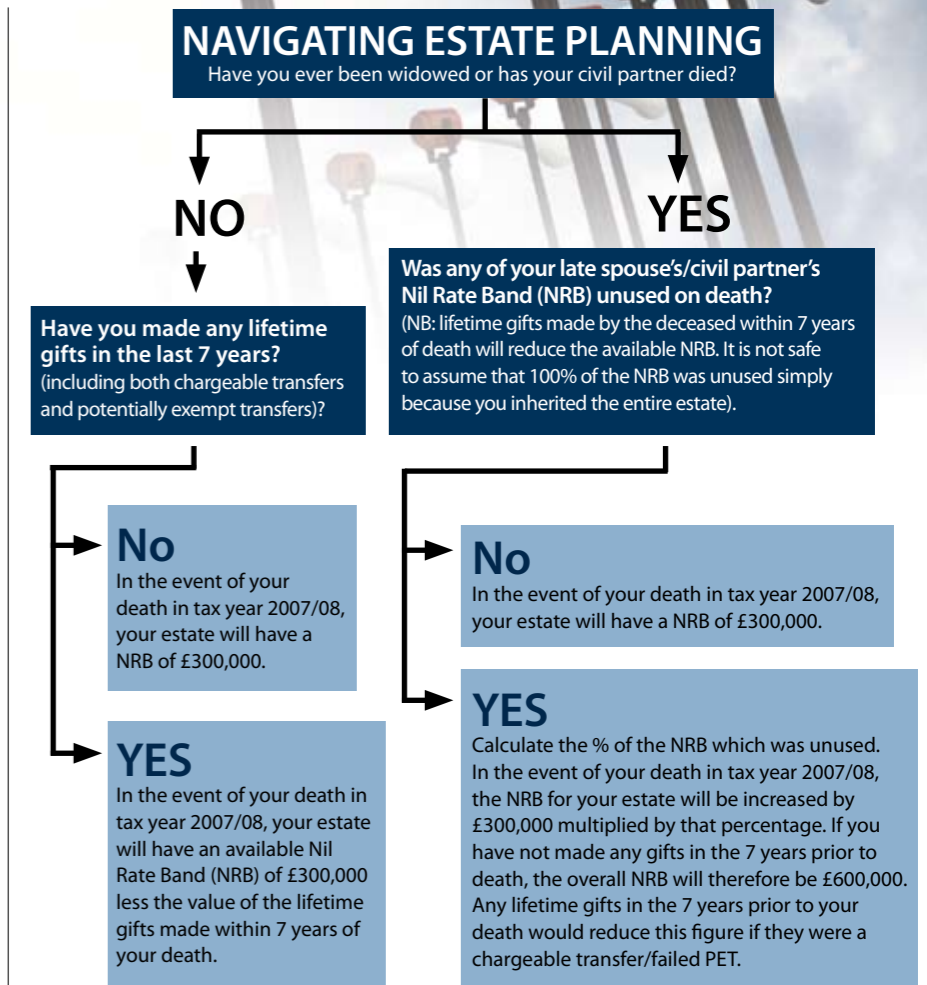 NAVIGATING ESTATE PLANNING
Have you ever been widowed or has your civil partner died?
NO
Have you made any lifetime
gifts in the last 7 years?
(including both chargeable transfers
and potentially exempt transfers)?
No
In the event of your
death in tax year 2007/08,
your estate will have a
NRB of £300,000.
YES
In the event of your death in
tax year 2007/08, your estate
will have an available Nil
Rate Band (NRB) of £300,000
less the value of the lifetime
gifts made within 7 years of
your death.
YES
Was any of your late spouse's/civil partner's
Nil Rate Band (NRB) unused on death?
(NB: lifetime gifts made by the deceased within 7 years
of death will reduce the available NRB. It is not safe
to assume that 100% of the NRB was unused simply
because you inherited the entire estate).
No
In the event of your death in tax year 2007/08,
your estate will have a NRB of £300,000.
YES
Calculate the % of the NRB which was unused.
In the event of your death in tax year 2007/08,
the NRB for your estate will be increased by
£300,000 multiplied by that percentage. If you
have not made any gifts in the 7 years prior to
death, the overall NRB will therefore be £600,000.
Any lifetime gifts in the 7 years prior to your
death would reduce this figure if they were a
chargeable transfer/failed PET.